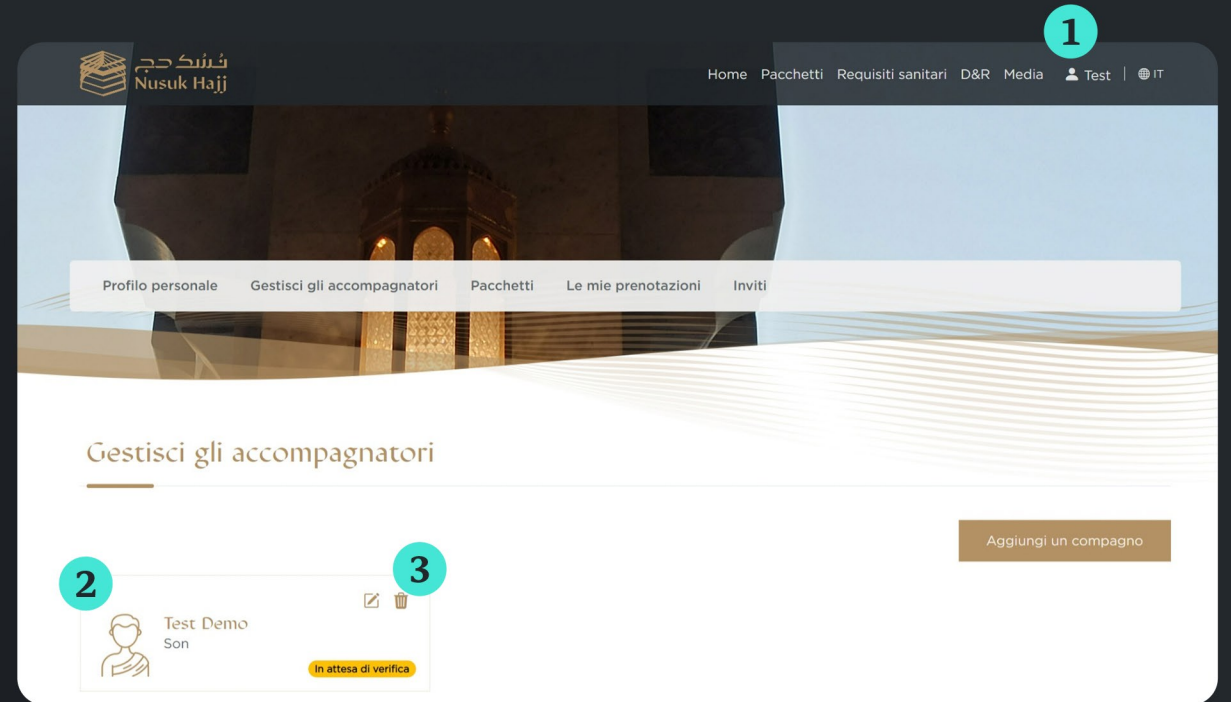 1
نُسُك حج
Nusuk Hajj
Home Pacchetti Requisiti sanitari D&R Media Test | IT
Profilo personale Gestisci gli accompagnatori Pacchetti Le mie prenotazioni Inviti
Gestisci gli accompagnatori
Aggiungi un compagno
2
3
Test Demo
Son
In attesa di verifica